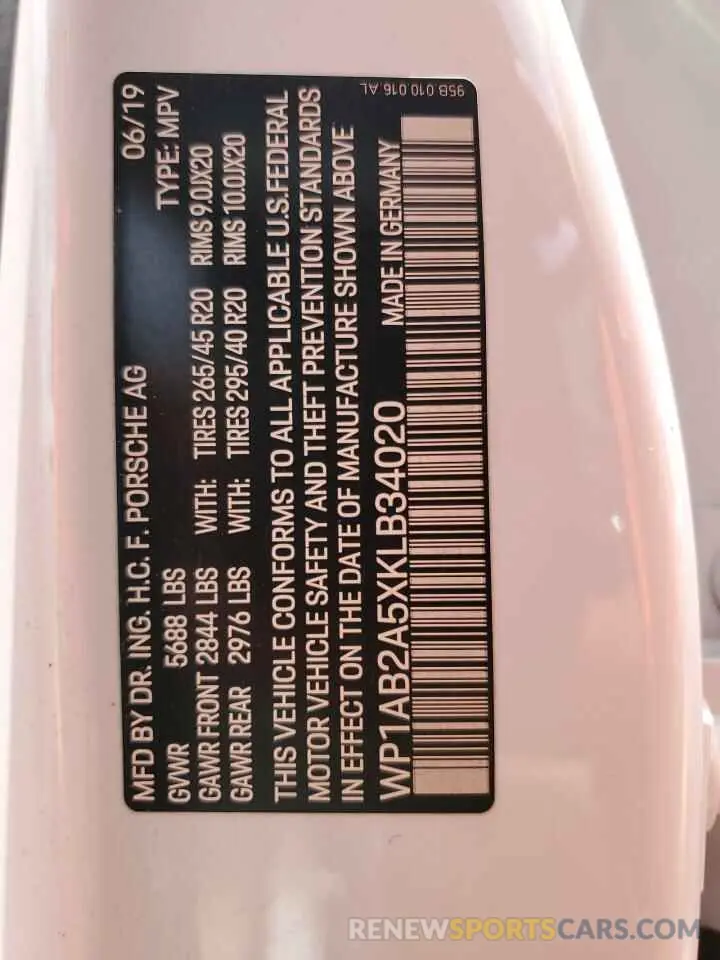 MFD BY DR. ING. H.C. F. PORSCHE AG 06/19
GVWR 5688 LBS TYPE: MPV
GAWR FRONT 2844 LBS WITH: TIRES 265/45 R20 RIMS 9.0JX20
GAWR REAR 2976 LBS WITH: TIRES 295/40 R20 RIMS 10.0JX20
THIS VEHICLE CONFORMS TO ALL APPLICABLE U.S. FEDERAL
MOTOR VEHICLE SAFETY AND THEFT PREVENTION STANDARDS
IN EFFECT ON THE DATE OF MANUFACTURE SHOWN ABOVE
WP1AB2A5XKLB34020 MADE IN GERMANY
95B.010.016.AL
RENEWSPORTSCARS.COM